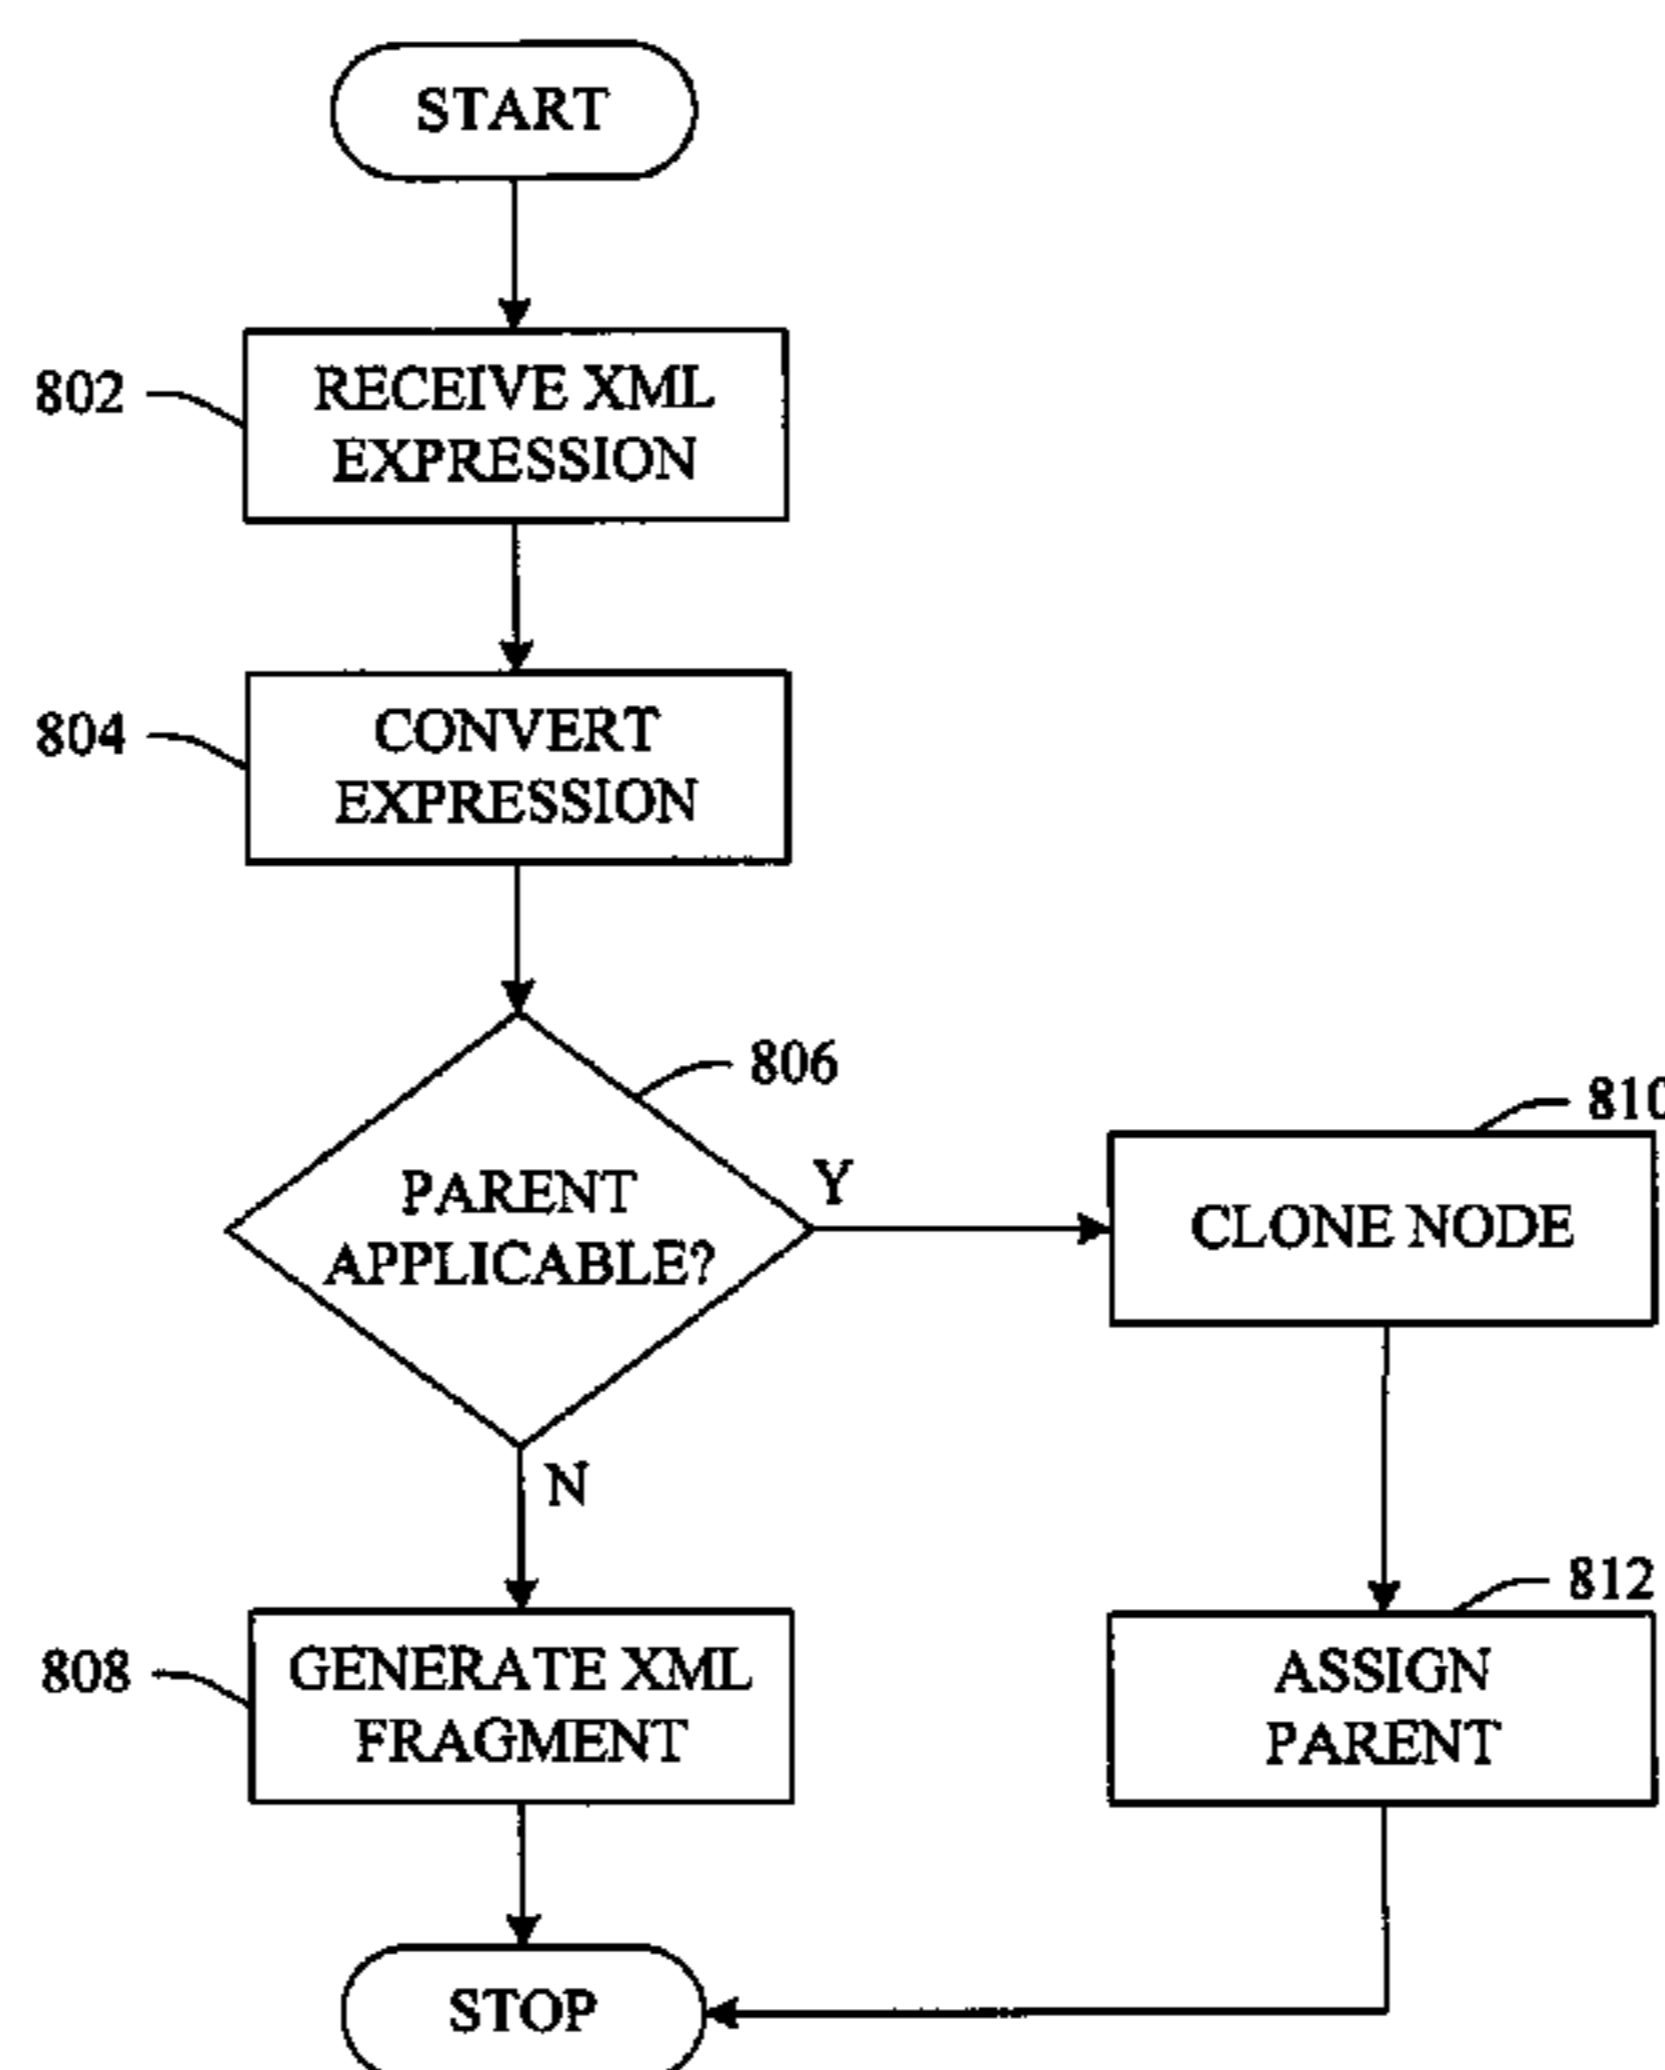 START
802
RECEIVE XML
EXPRESSION
804
CONVERT
EXPRESSION
806
PARENT
APPLICABLE?
Y
810
CLONE NODE
N
808
GENERATE XML
FRAGMENT
812
ASSIGN
PARENT
STOP